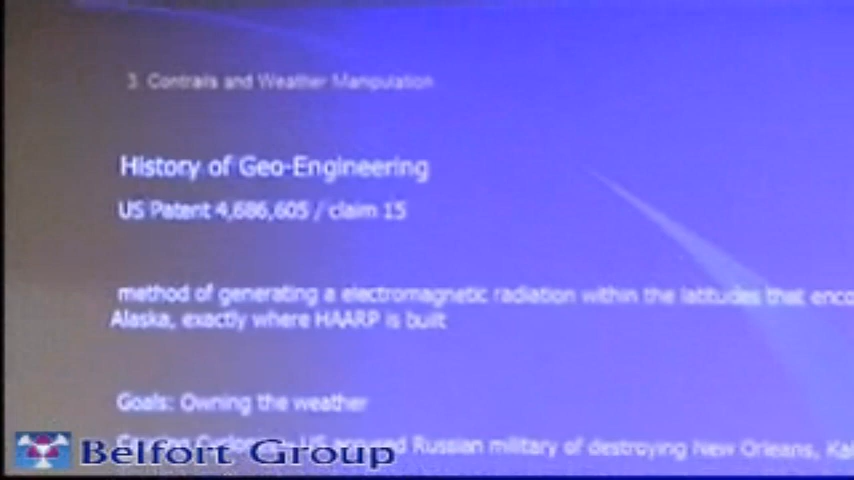 3. Contrails and Weather Manipulation
History of Geo-Engineering
US Patent 4,686,605 / claim 15
method of generating a electromagnetic radiation within the latitudes that
Alaska, exactly where HAARP is built
Goals: Owning the weather
Russian military of destroying New Orleans,
Belfort Group